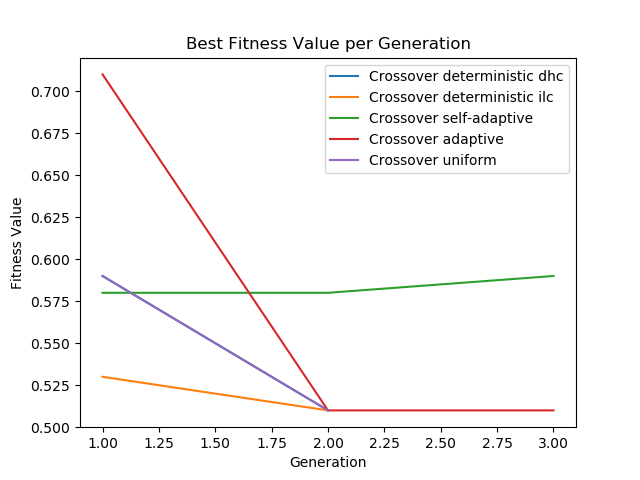 Best Fitness Value per Generation
Crossover deterministic dhc
Crossover deterministic ilc
Crossover self-adaptive
Crossover adaptive
Crossover uniform
Fitness Value
0.700
0.675
0.650
0.625
0.600
0.575
0.550
0.525
0.500
1.00 1.25 1.50 1.75 2.00 2.25 2.50 2.75 3.00
Generation